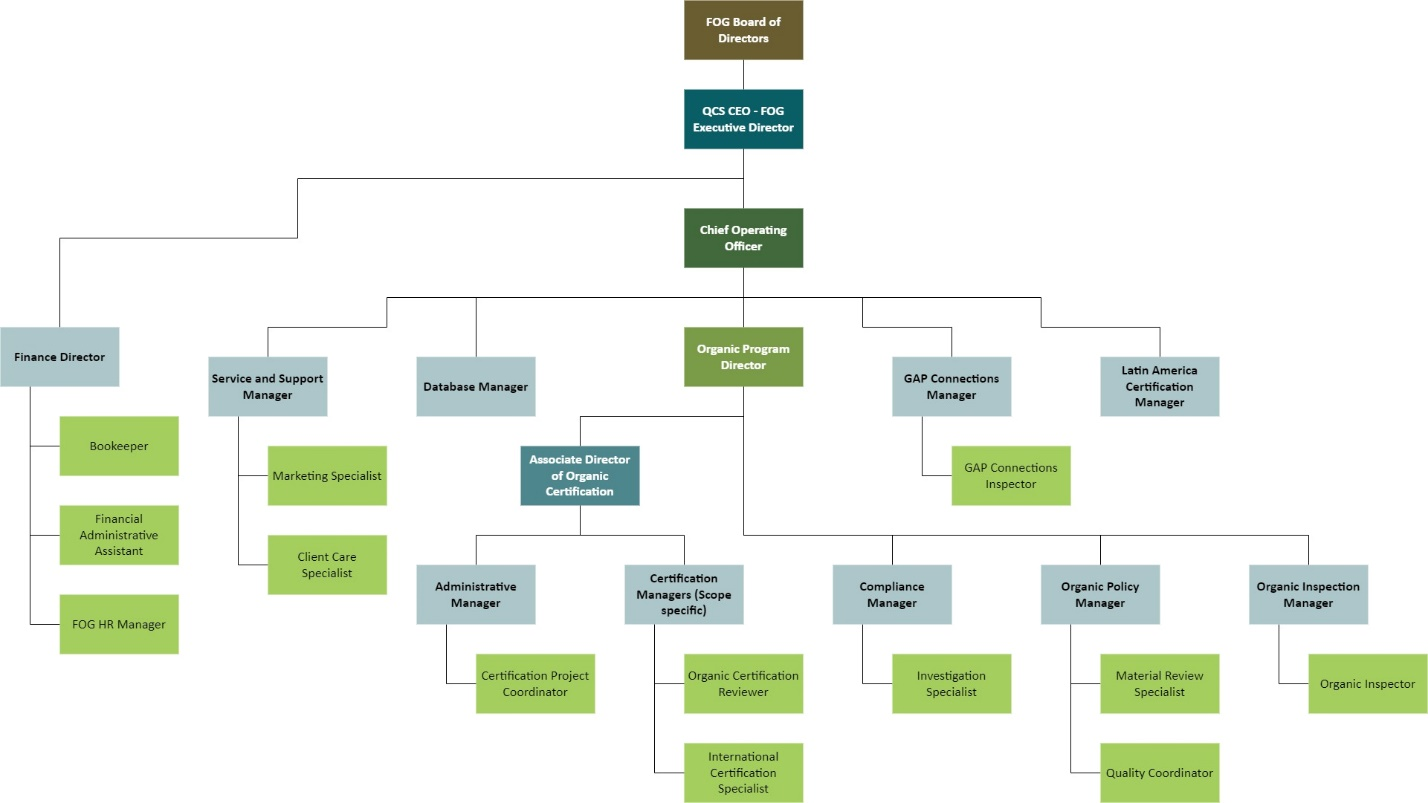 FOG Board of
Directors
QCS CEO - FOG
Executive Director
Chief Operating
Officer
Finance Director
Bookeeper
Financial
Administrative
Assistant
FOG HR Manager
Service and Support
Manager
Marketing Specialist
Client Care
Specialist
Database Manager
Organic Program
Director
Associate Director
of Organic
Certification
Administrative
Manager
Certification Project
Coordinator
Certification
Managers (Scope
specific)
Organic Certification
Reviewer
International
Certification
Specialist
Compliance
Manager
Investigation
Specialist
Organic Policy
Manager
Material Review
Specialist
Quality Coordinator
Organic Inspection
Manager
Organic Inspector
GAP Connections
Manager
GAP Connections
Inspector
Latin America
Certification
Manager